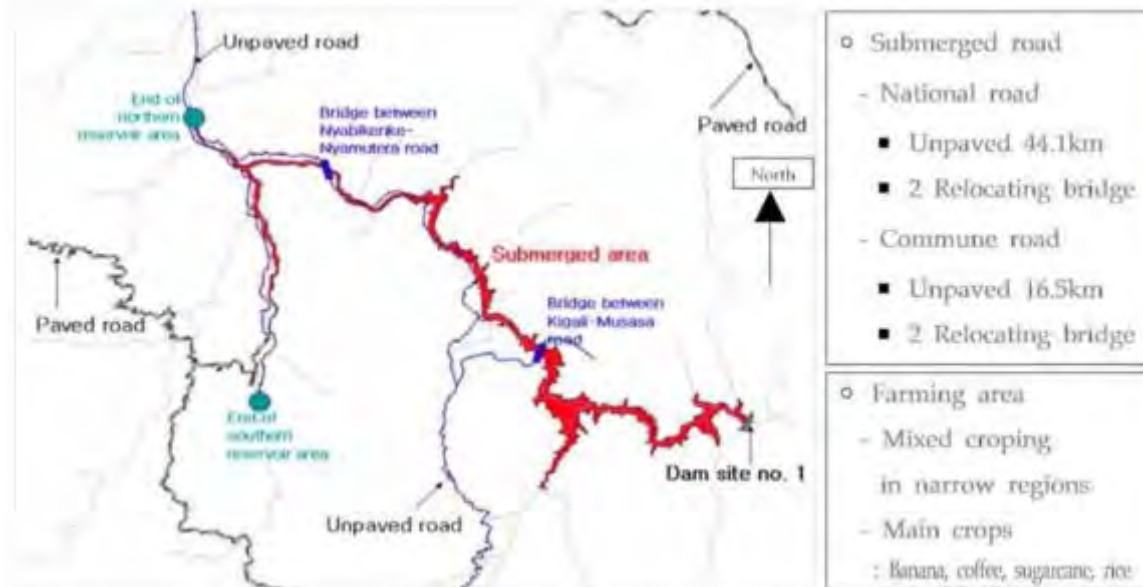 Unpaved road
End of
northern
reservoir area
Bridge between
Nyabikenke-
Nyamutera road
Paved road
North
Submerged area
Paved road
Bridge between
Kigali-Musasa
road
End of
southern
reservoir area
Dam site no. 1
Unpaved road
○ Submerged road
- National road
■ Unpaved 44.1km
■ 2 Relocating bridge
- Commune road
■ Unpaved 16.5km
■ 2 Relocating bridge
○ Farming area
- Mixed croping
in narrow regions
- Main crops
: Banana, coffee, sugarcane, rice